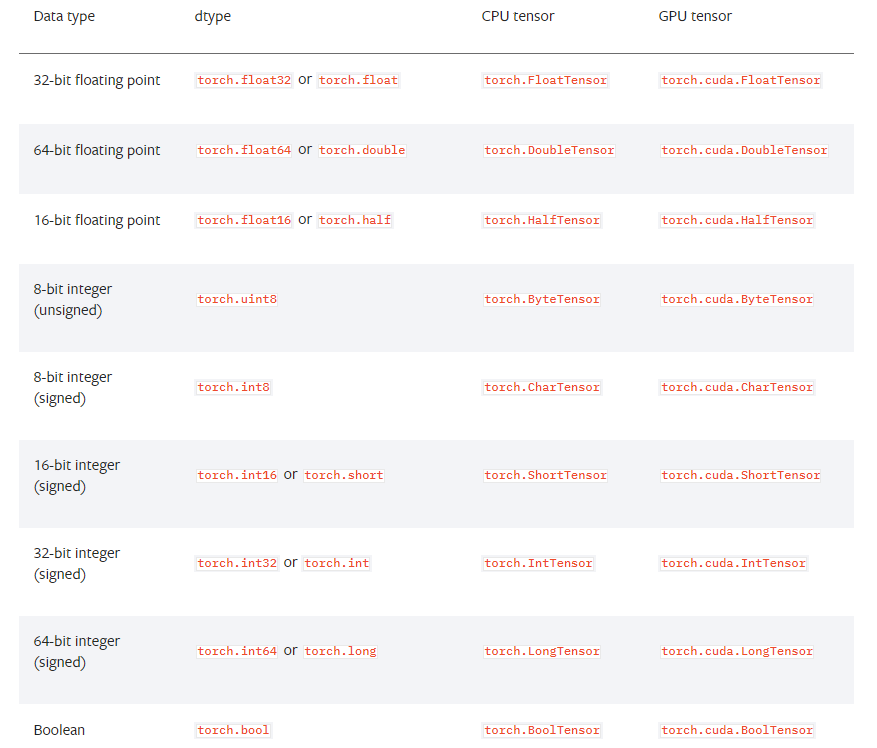 Data type dtype CPU tensor GPU tensor
32-bit floating point torch.float32 or torch.float torch.FloatTensor torch.cuda.FloatTensor
64-bit floating point torch.float64 or torch.double torch.DoubleTensor torch.cuda.DoubleTensor
16-bit floating point torch.float16 or torch.half torch.HalfTensor torch.cuda.HalfTensor
8-bit integer
(unsigned) torch.uint8 torch.ByteTensor torch.cuda.ByteTensor
8-bit integer
(signed) torch.int8 torch.CharTensor torch.cuda.CharTensor
16-bit integer
(signed) torch.int16 or torch.short torch.ShortTensor torch.cuda.ShortTensor
32-bit integer
(signed) torch.int32 or torch.int torch.IntTensor torch.cuda.IntTensor
64-bit integer
(signed) torch.int64 or torch.long torch.LongTensor torch.cuda.LongTensor
Boolean torch.bool torch.BoolTensor torch.cuda.BoolTensor